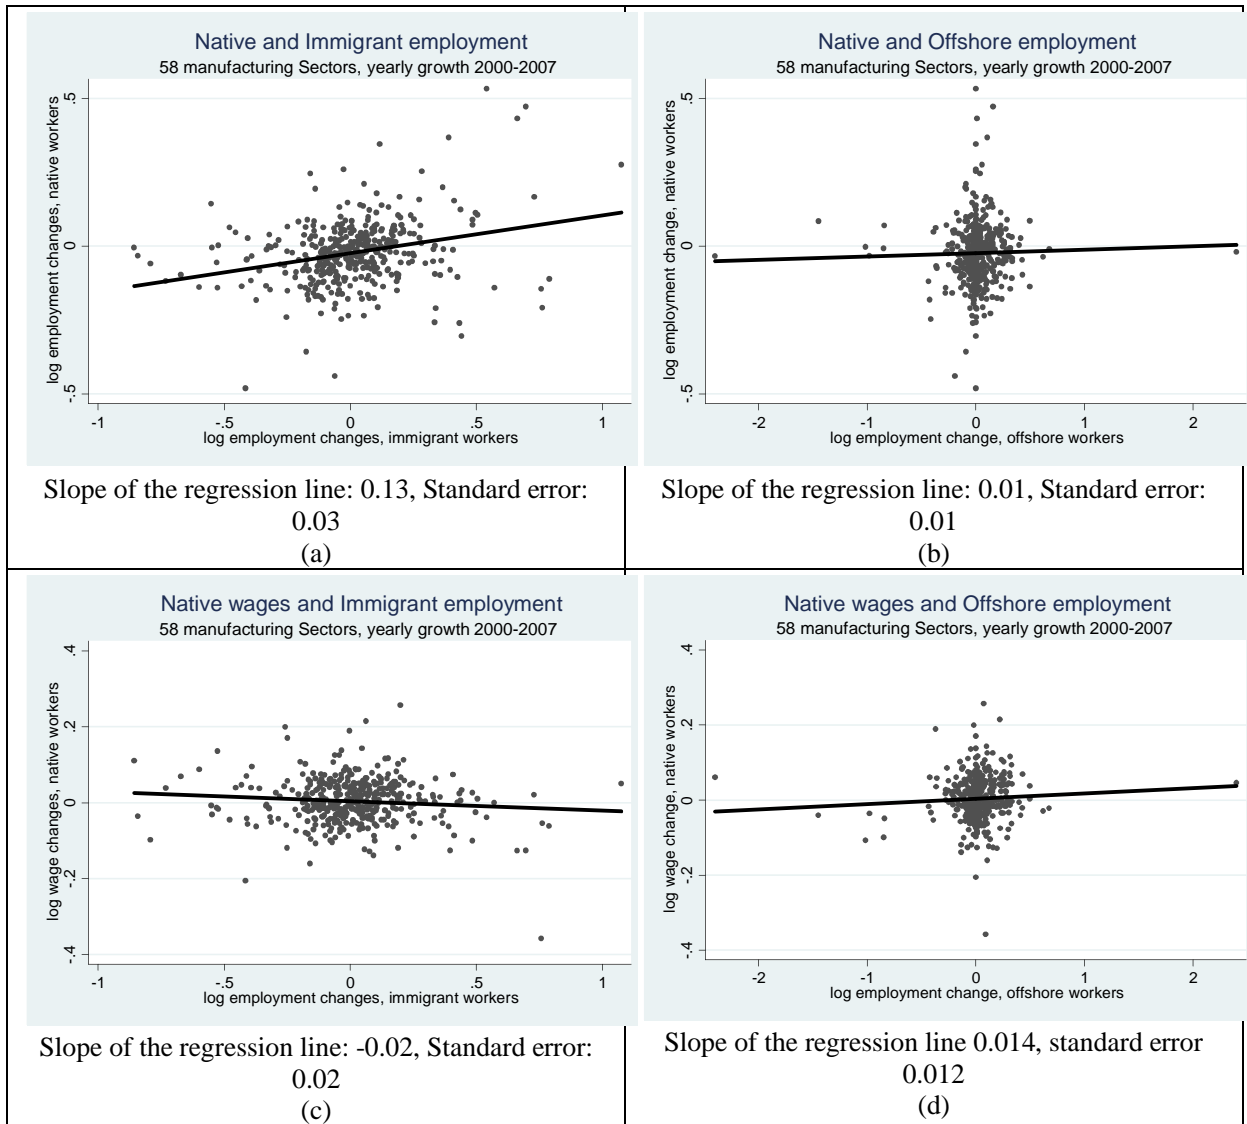 Native and Immigrant employment
58 manufacturing Sectors, yearly growth 2000-2007
log employment changes, native workers
.5
0
-.5
-1
-.5
0
.5
1
log employment changes, immigrant workers
Slope of the regression line: 0.13, Standard error:
0.03
(a)
Native and Offshore employment
58 manufacturing Sectors, yearly growth 2000-2007
log employment change, native workers
.5
0
-.5
-2
-1
0
1
2
log employment change, offshore workers
Slope of the regression line: 0.01, Standard error:
0.01
(b)
Native wages and Immigrant employment
58 manufacturing Sectors, yearly growth 2000-2007
log wage changes, native workers
.4
.2
0
-.2
-.4
-1
-.5
0
.5
1
log employment changes, immigrant workers
Slope of the regression line: -0.02, Standard error:
0.02
(c)
Native wages and Offshore employment
58 manufacturing Sectors, yearly growth 2000-2007
log wage change, native workers
.4
.2
0
-.2
-.4
-2
-1
0
1
2
log employment change, offshore workers
Slope of the regression line 0.014, standard error
0.012
(d)